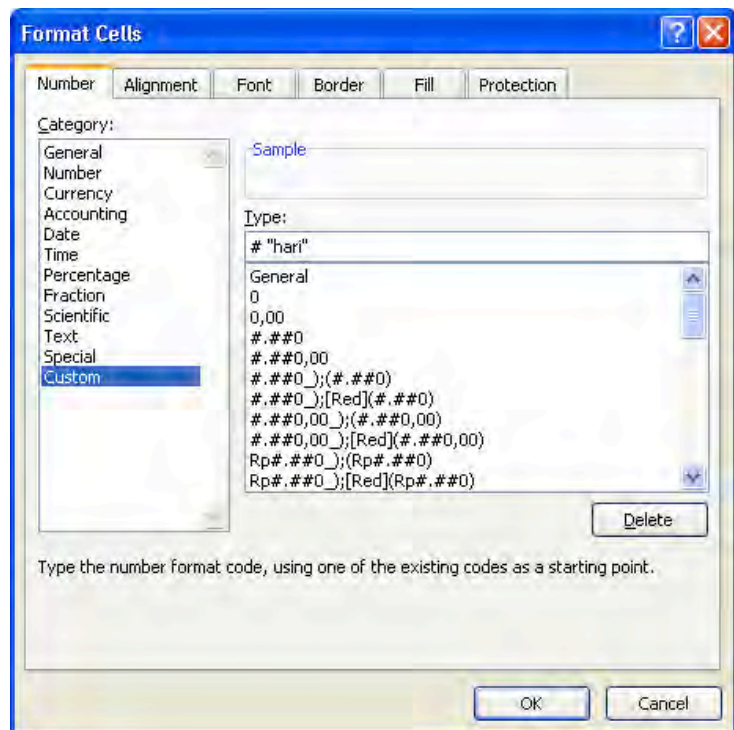 Format Cells
Number Alignment Font Border Fill Protection
Category:
General
Number
Currency
Accounting
Date
Time
Percentage
Fraction
Scientific
Text
Special
Custom
Sample
Type:
# "hari"
General
0
0,00
#.##0
#.##0,00
#.##0_);(#.##0)
#.##0_);[Red](#.##0)
#.##0,00_);(#.##0,00)
#.##0,00_);[Red](#.##0,00)
Rp#.##0_);(Rp#.##0)
Rp#.##0_);[Red](Rp#.##0)
Delete
Type the number format code, using one of the existing codes as a starting point.
OK Cancel